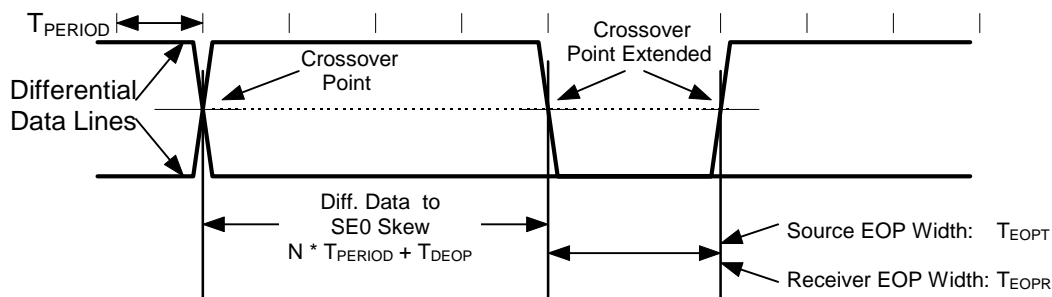 TPERIOD
Crossover
Point
Crossover
Point Extended
Differential
Data Lines
Diff. Data to
SE0 Skew
N * TPERIOD + TDEOP
Source EOP Width: TEOPT
Receiver EOP Width: TEOPR